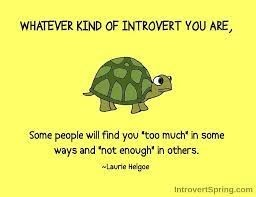 WHATEVER KIND OF INTROVERT YOU ARE,
Some people will find you "too much" in some
ways and "not enough" in others.
~Laurie Helgoe
IntrovertSpring.com